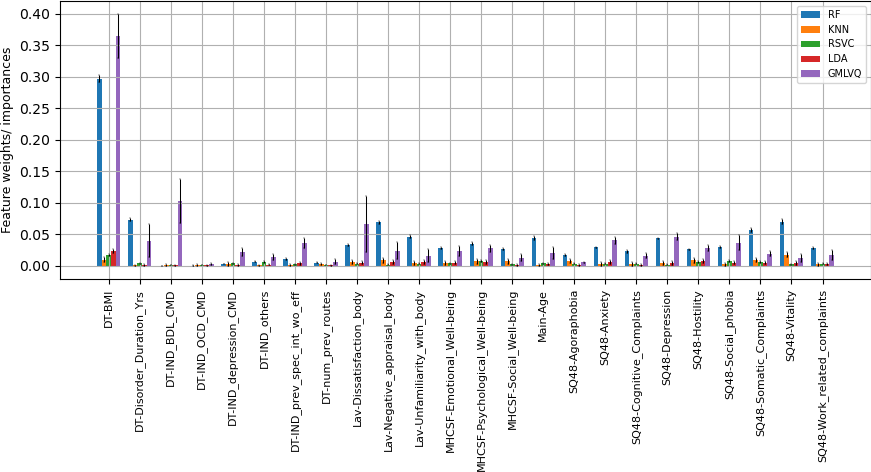 Feature weights/ importances
0.40
0.35
0.30
0.25
0.20
0.15
0.10
0.05
0.00
RF
KNN
RSVC
LDA
GMLVQ
DT-BMI
DT-Disorder_Duration_Yrs
DT-IND_BDL_CMD
DT-IND_OCD_CMD
DT-IND_depression_CMD
DT-IND_others
DT-IND_prev_spec_int_wo_eff
DT-num_prev_routes
Lav-Dissatisfaction_body
Lav-Negative_appraisal_body
Lav-Unfamiliarity_with_body
MHCSF-Emotional_Well-being
MHCSF-Psychological_Well-being
MHCSF-Social_Well-being
Main-Age
SQ48-Agoraphobia
SQ48-Anxiety
SQ48-Cognitive_Complaints
SQ48-Depression
SQ48-Hostility
SQ48-Social_phobia
SQ48-Somatic_Complaints
SQ48-Vitality
SQ48-Work_related_complaints